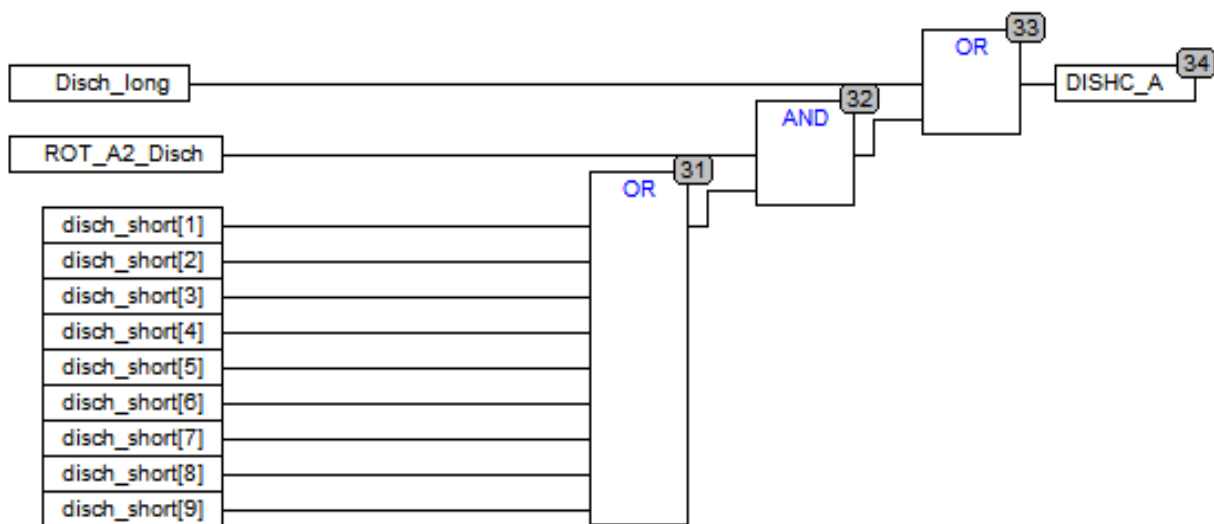 33
OR
34
Disch_long
DISHC_A
32
AND
ROT_A2_Disch
31
OR
disch_short[1]
disch_short[2]
disch_short[3]
disch_short[4]
disch_short[5]
disch_short[6]
disch_short[7]
disch_short[8]
disch_short[9]